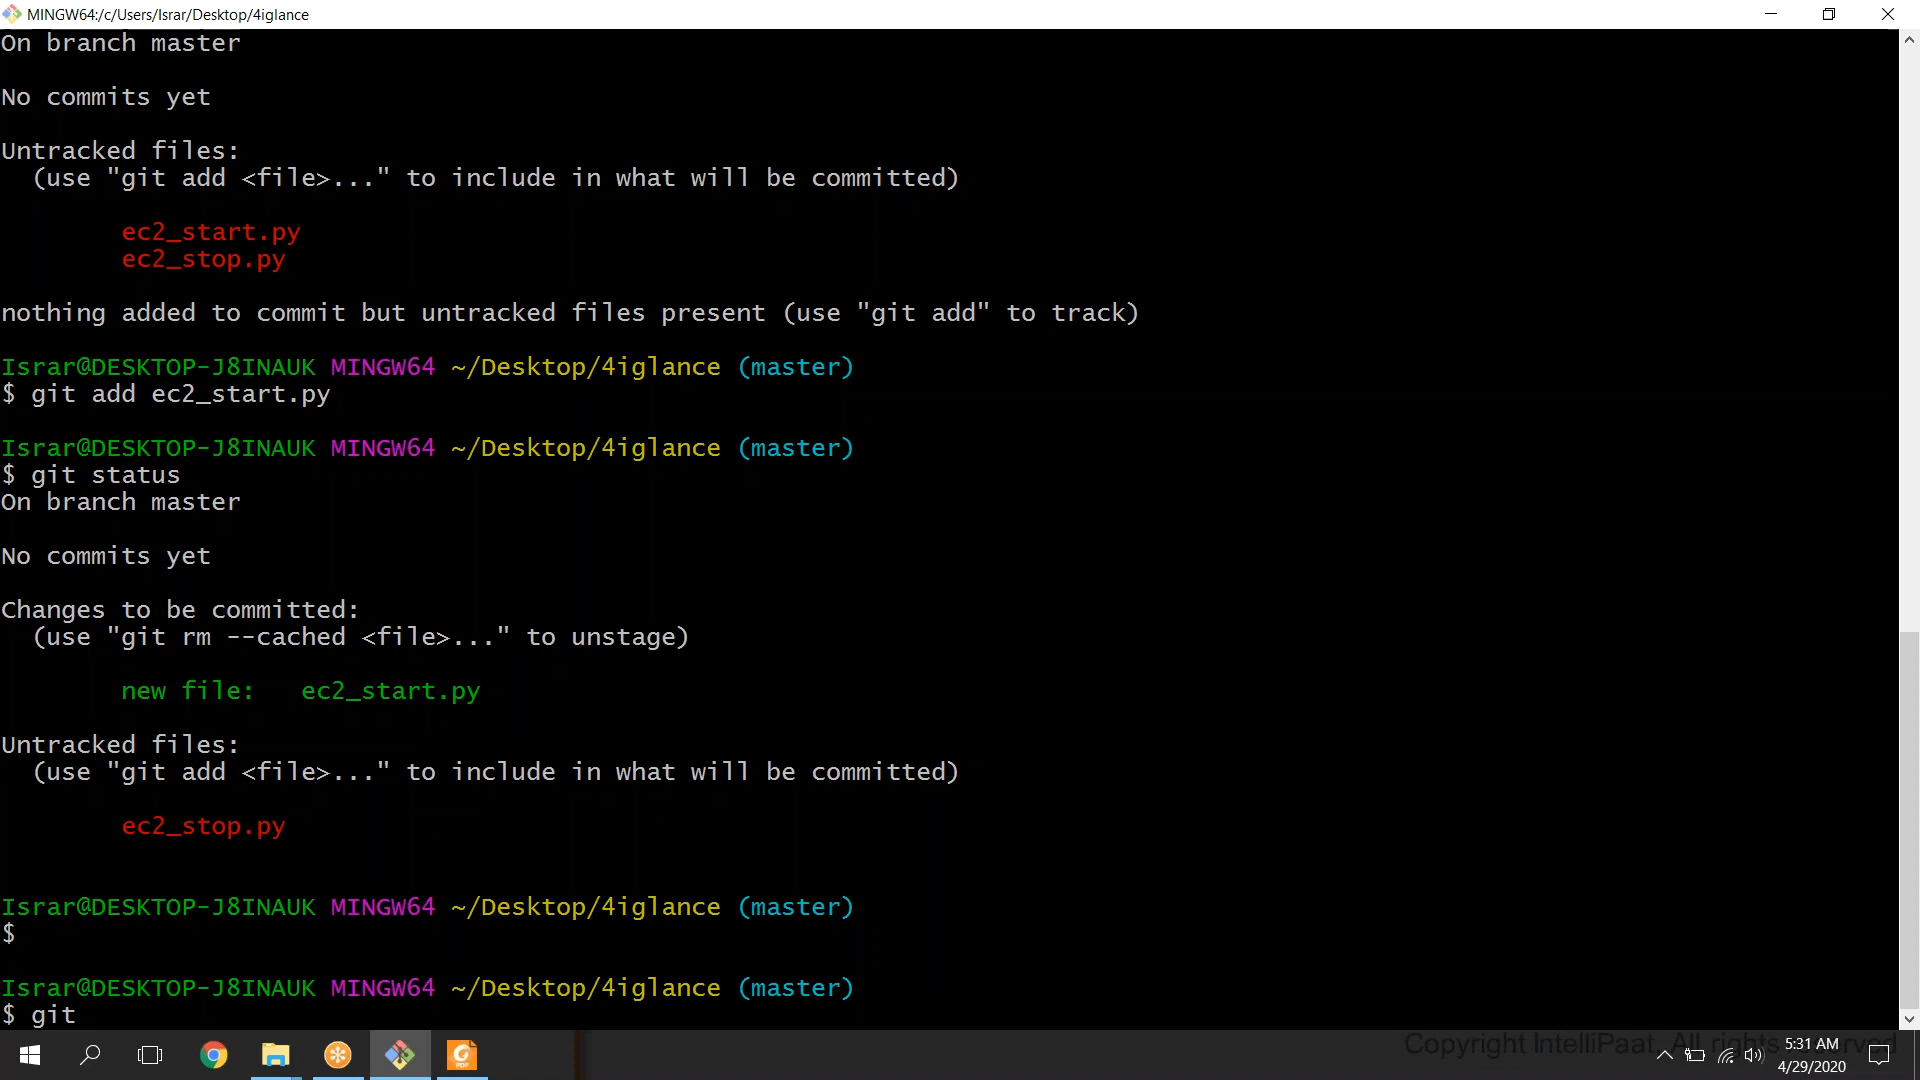 MINGW64:/c/Users/Israr/Desktop/4iglance
On branch master
No commits yet
Untracked files:
(use "git add <file>..." to include in what will be committed)
ec2_start.py
ec2_stop.py
nothing added to commit but untracked files present (use "git add" to track)
Israr@DESKTOP-J8INAUK MINGW64 ~/Desktop/4iglance (master)
$ git add ec2_start.py
Israr@DESKTOP-J8INAUK MINGW64 ~/Desktop/4iglance (master)
$ git status
On branch master
No commits yet
Changes to be committed:
(use "git rm --cached <file>..." to unstage)
new file:   ec2_start.py
Untracked files:
(use "git add <file>..." to include in what will be committed)
ec2_stop.py
Israr@DESKTOP-J8INAUK MINGW64 ~/Desktop/4iglance (master)
$
Israr@DESKTOP-J8INAUK MINGW64 ~/Desktop/4iglance (master)
$ git
Copyright IntelliPaat, All rights reserved
PDF
5:31 AM
4/29/2020